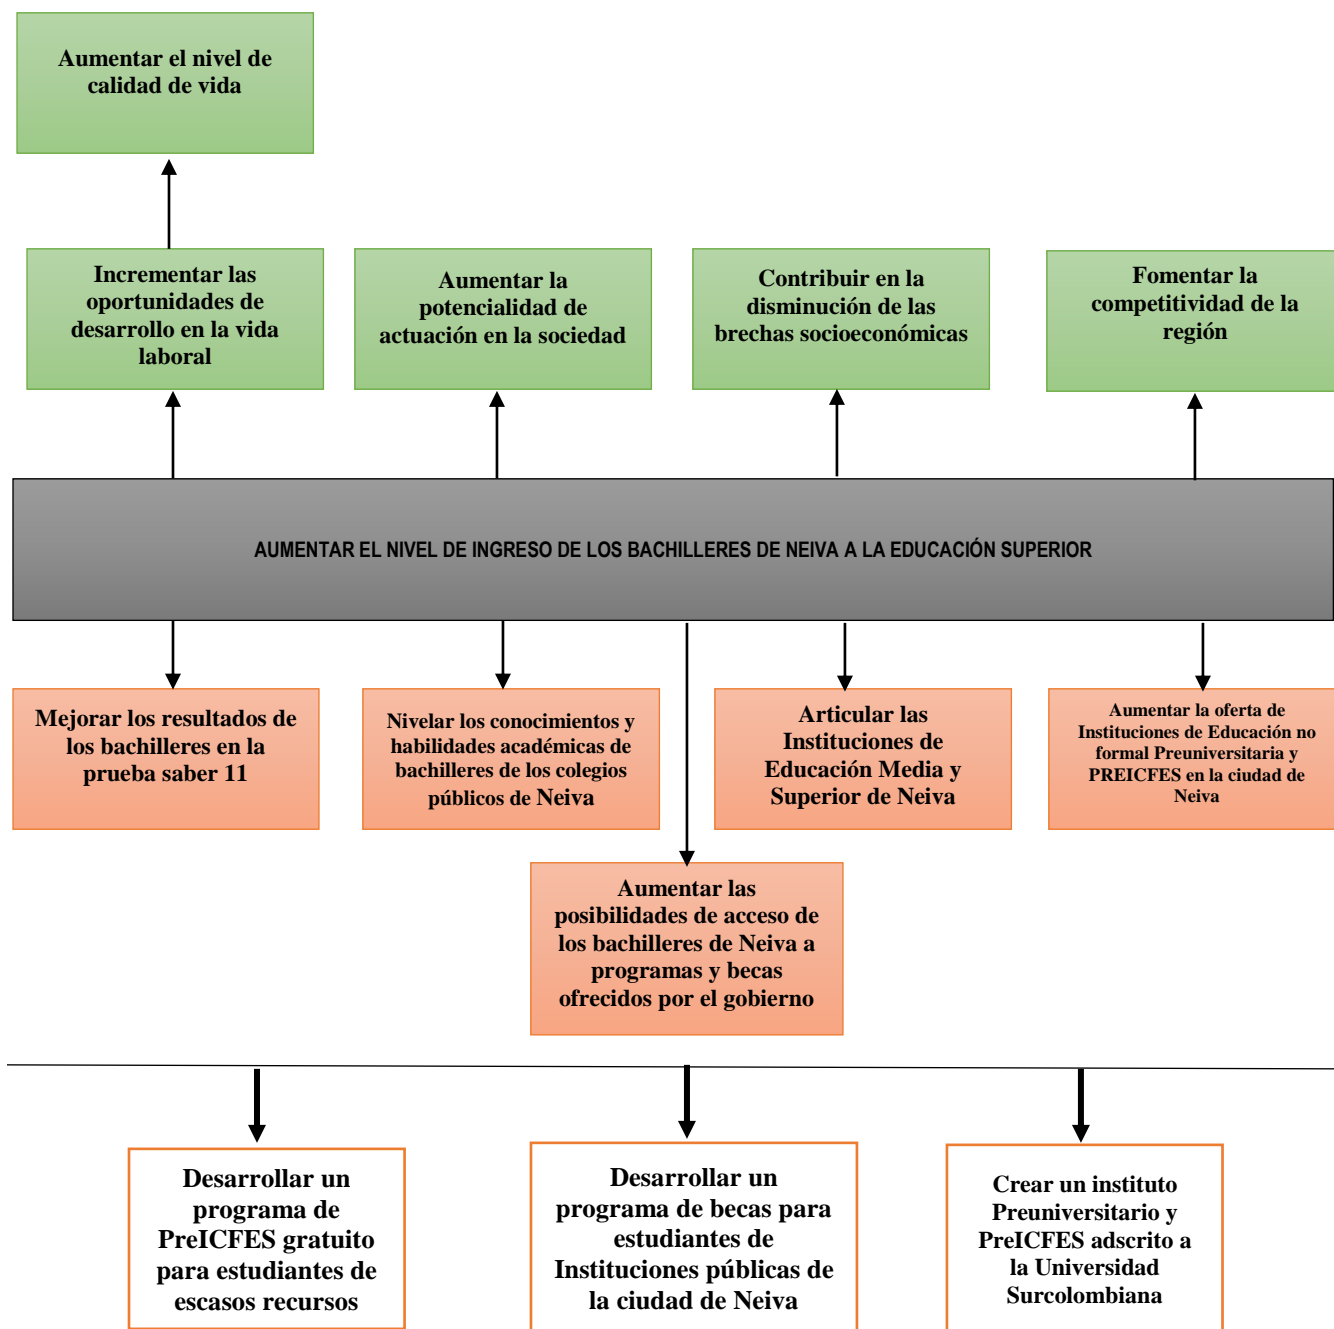 Aumentar el nivel de
calidad de vida
Incrementar las
oportunidades de
desarrollo en la vida
laboral
Aumentar la
potencialidad de
actuación en la sociedad
Contribuir en la
disminución de las
brechas socioeconómicas
Fomentar la
competitividad de la
región
AUMENTAR EL NIVEL DE INGRESO DE LOS BACHILLERES DE NEIVA A LA EDUCACIÓN SUPERIOR
Mejorar los resultados de
los bachilleres en la
prueba saber 11
Nivelar los conocimientos y
habilidades académicas de
bachilleres de los colegios
públicos de Neiva
Articular las
Instituciones de
Educación Media y
Superior de Neiva
Aumentar la oferta de
Instituciones de Educación no
formal Preuniversitaria y
PREICFES en la ciudad de
Neiva
Aumentar las
posibilidades de acceso de
los bachilleres de Neiva a
programas y becas
ofrecidos por el gobierno
Desarrollar un
programa de
PreICFES gratuito
para estudiantes de
escasos recursos
Desarrollar un
programa de becas para
estudiantes de
Instituciones públicas de
la ciudad de Neiva
Crear un instituto
Preuniversitario y
PreICFES adscrito a
la Universidad
Surcolombiana